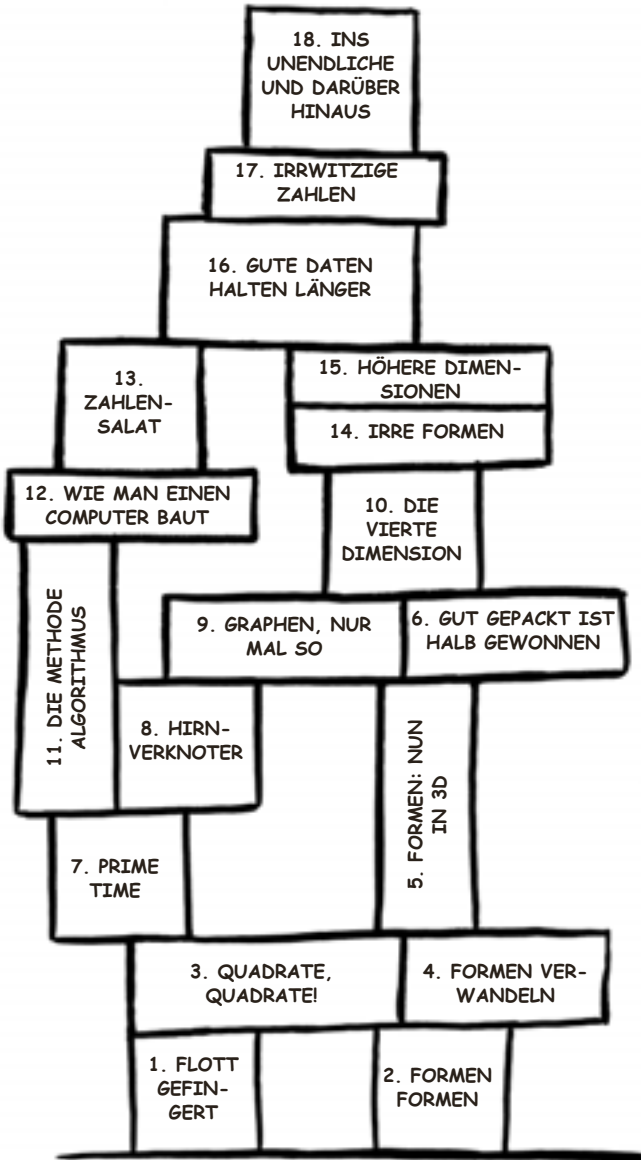 18. INS
UNENDLICHE
UND DARÜBER
HINAUS
17. IRRWITZIGE
ZAHLEN
16. GUTE DATEN
HALTEN LÄNGER
13.
ZAHLEN-
SALAT
15. HÖHERE DIMEN-
SIONEN
14. IRRE FORMEN
12. WIE MAN EINEN
COMPUTER BAUT
10. DIE
VIERTE
DIMENSION
11. DIE METHODE
ALGORITHMUS
9. GRAPHEN, NUR
MAL SO
6. GUT GEPACKT IST
HALB GEWONNEN
8. HIRN-
VERKNOTER
5. FORMEN: NUN
IN 3D
7. PRIME
TIME
3. QUADRATE,
QUADRATE!
4. FORMEN VER-
WANDELN
1. FLOTT
GEFIN-
GERT
2. FORMEN
FORMEN